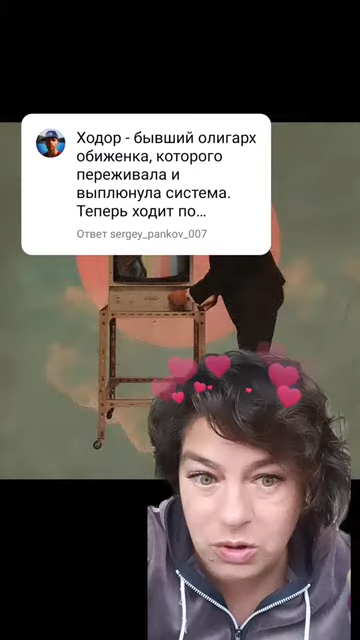 Ходор - бывший олигарх
обиженка, которого
переживала и
выплюнула система.
Теперь ходит по...
Ответ sergey_pankov_007